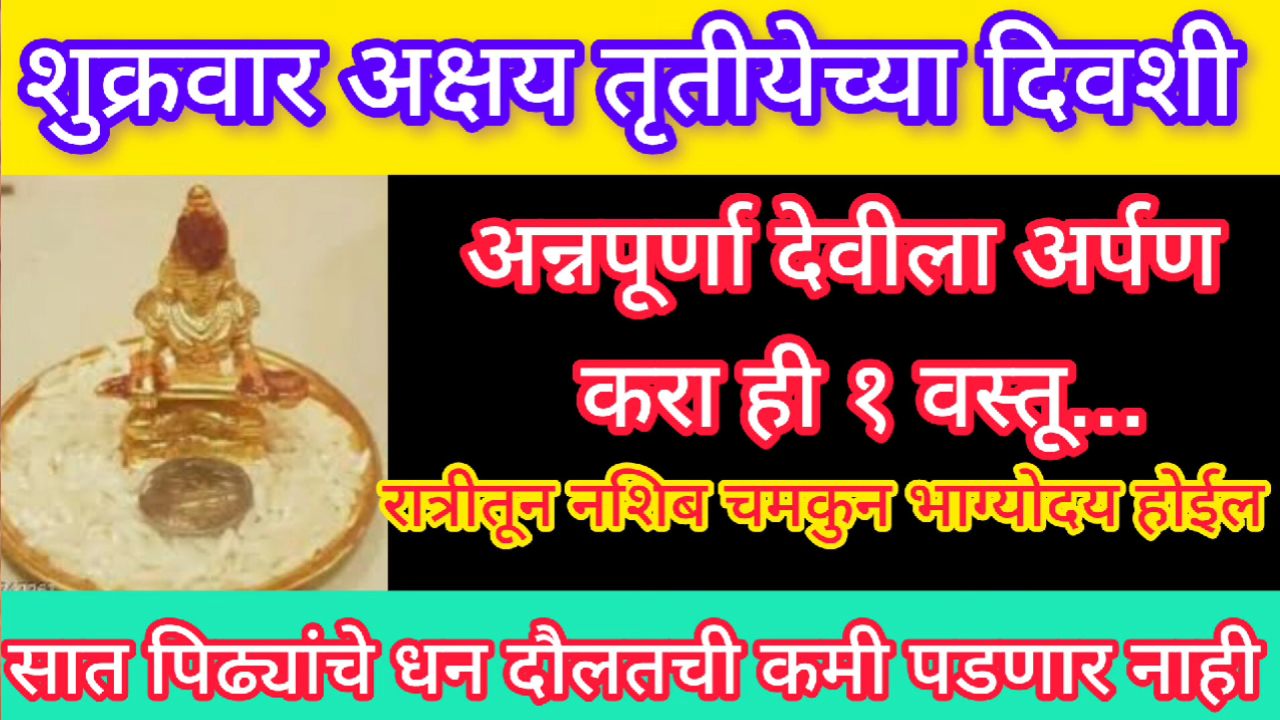 शुक्रवार अक्षय तृतीयेच्या दिवशी
अन्नपूर्णा देवीला अर्पण
करा ही १ वस्तू...
रात्रीतून नशिब चमकुन भाग्योदय होईल
सात पिढ्यांचे धन दौलतची कमी पडणार नाही